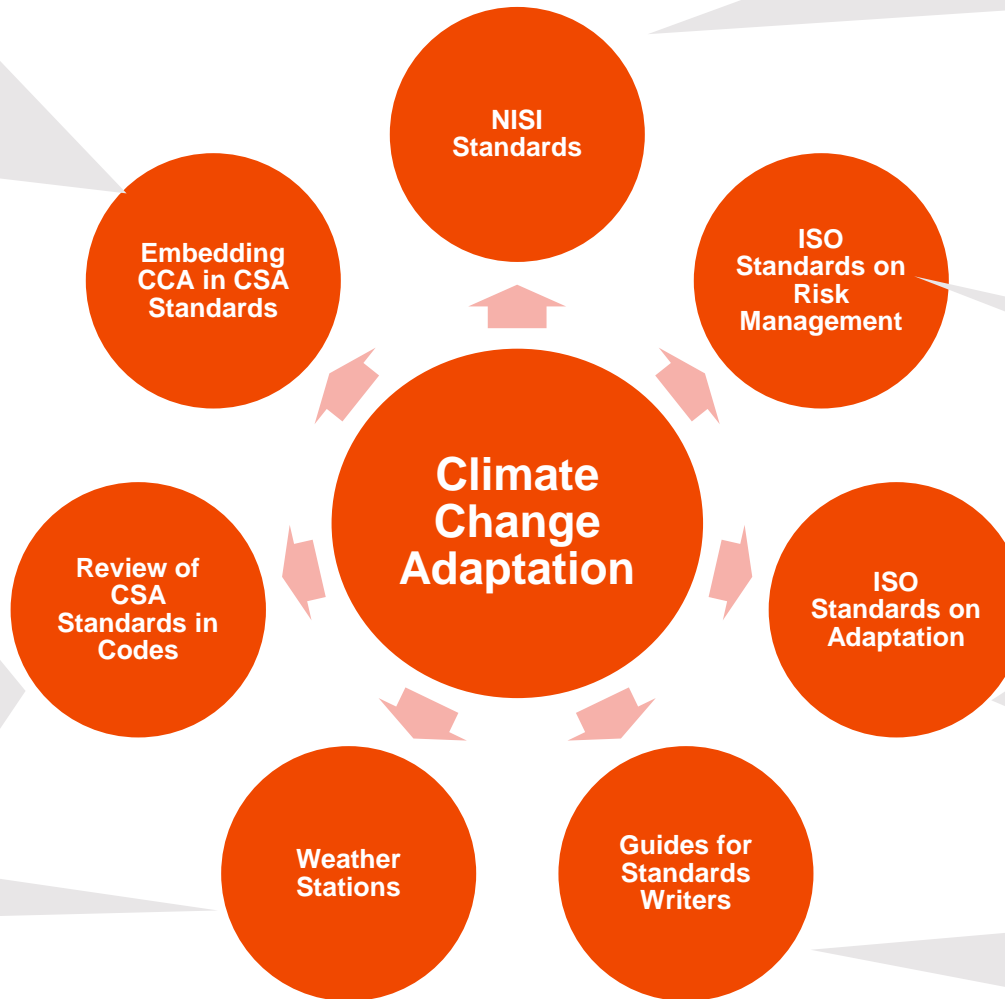 NISI
Standards
Embedding
CCA in CSA
Standards
ISO
Standards on
Risk
Management
Climate
Change
Adaptation
Review of
CSA
Standards in
Codes
ISO
Standards on
Adaptation
Weather
Stations
Guides for
Standards
Writers